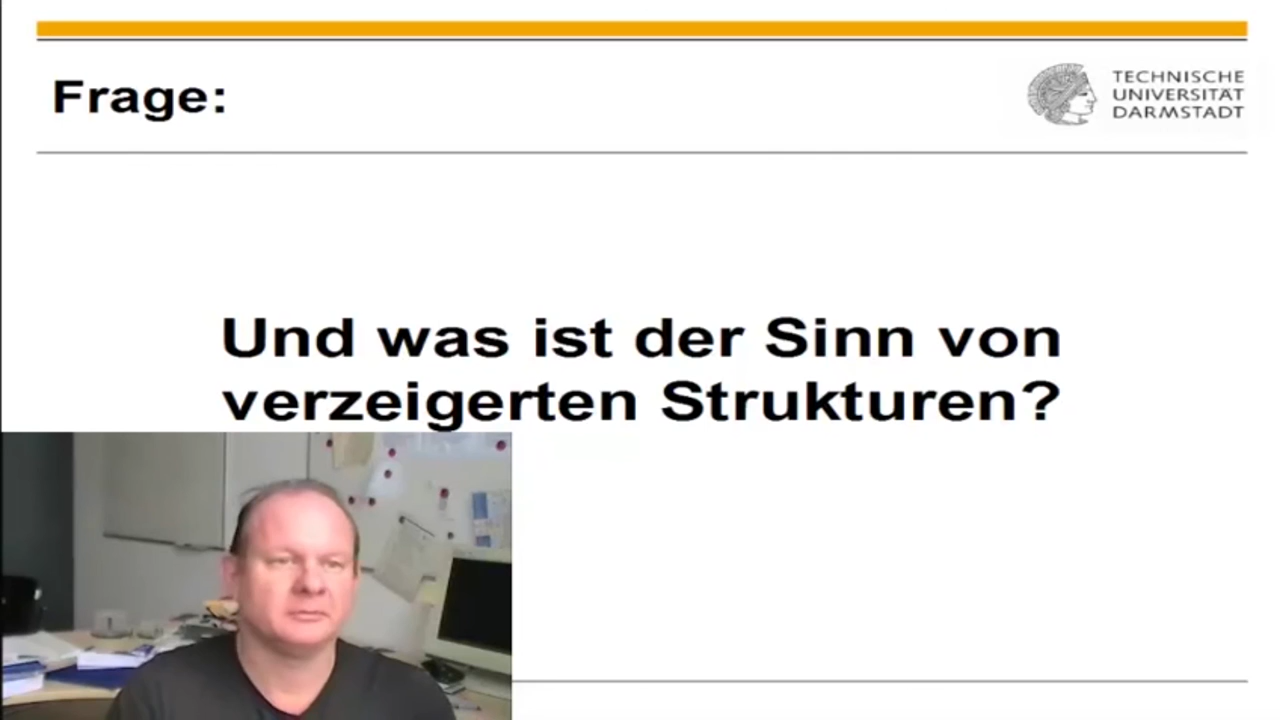 Frage:
TECHNISCHE
UNIVERSITÄT
DARMSTADT
Und was ist der Sinn von
verzeigerten Strukturen?